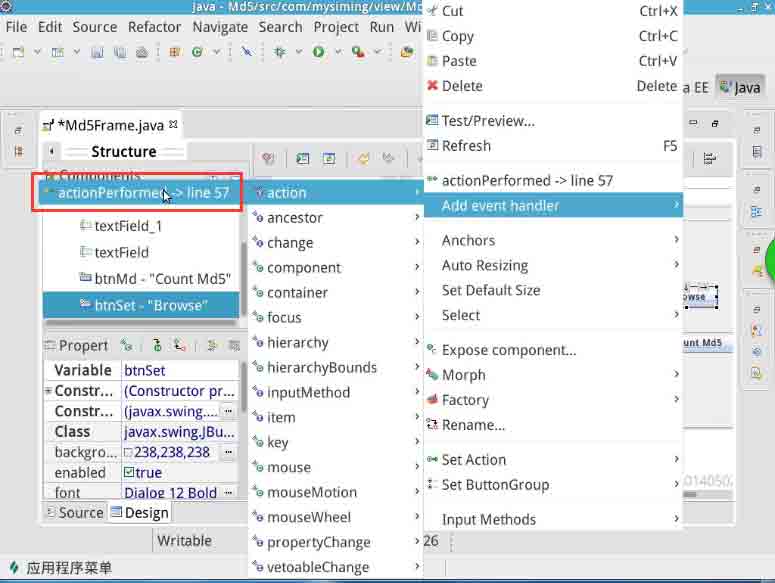 Java - Md5/src/com/mysiming/view/Md
File Edit Source Refactor Navigate Search Project Run Wi
Java EE
Java
*Md5Frame.java
Structure
Components
actionPerformed -> line 57
textField_1
textField
btnMd - "Count Md5"
btnSet - "Browse"
Propert
Variable btnSet
Constr... (Constructor pr...
Constr... (javax.swing....
Class javax.swing.JBu...
backgro... 238,238,238
enabled true
font Dialog 12 Bold
Source Design
Writable
26
应用程序菜单
action
ancestor
change
component
container
focus
hierarchy
hierarchyBounds
inputMethod
item
key
mouse
mouseMotion
mouseWheel
propertyChange
vetoableChange
Cut Ctrl+X
Copy Ctrl+C
Paste Ctrl+V
Delete Delete
Test/Preview...
Refresh F5
actionPerformed -> line 57
Add event handler
Anchors
Auto Resizing
Set Default Size
Select
Expose component...
Morph
Factory
Rename...
Set Action
Set ButtonGroup
Input Methods
owse
unt Md5
014050